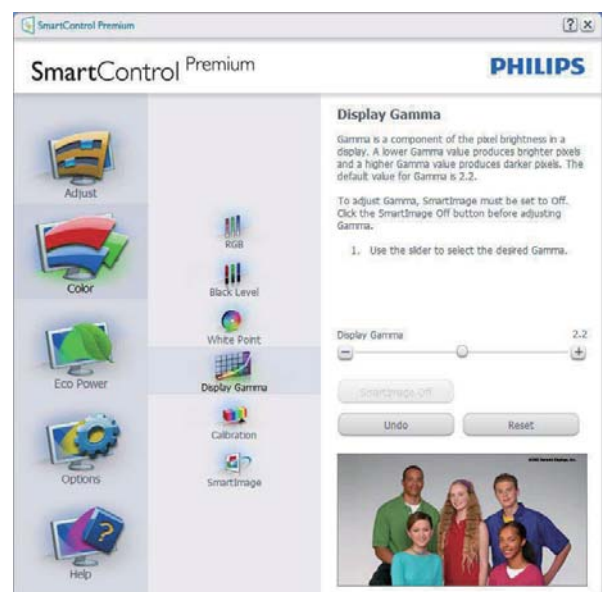 SmartControl Premium
? x
SmartControl Premium
PHILIPS
Adjust
Color
Eco Power
Options
Help
RGB
Black Level
White Point
Display Gamma
Calibration
SmartImage
Display Gamma
Gamma is a component of the pixel brightness in a
display. A lower Gamma value produces brighter pixels
and a higher Gamma value produces darker pixels. The
default value for Gamma is 2.2.
To adjust Gamma, SmartImage must be set to Off.
Click the SmartImage Off button before adjusting
Gamma.
1. Use the slider to select the desired Gamma.
Display Gamma 2.2
SmartImage Off
Undo Reset